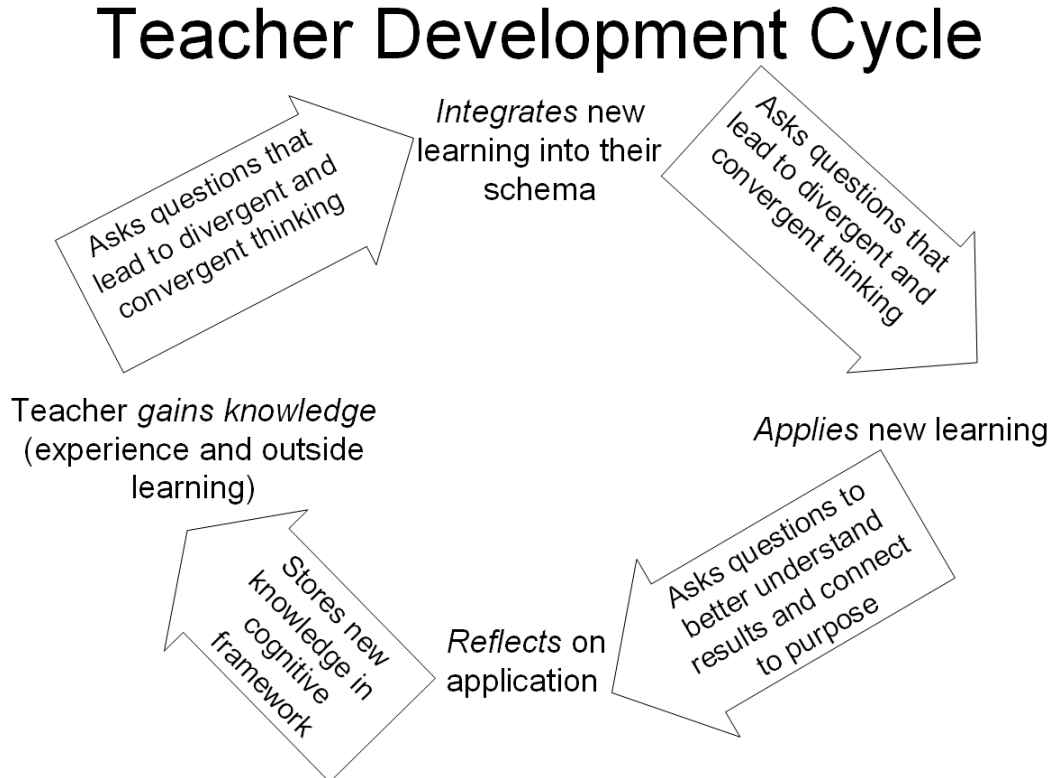 Teacher Development Cycle
Integrates new
learning into their
schema
Asks questions that
lead to divergent and
convergent thinking
Applies new learning
Asks questions to
better understand
results and connect
to purpose
Reflects on
application
Stores new
knowledge in
cognitive
framework
Teacher gains knowledge
(experience and outside
learning)
Asks questions that
lead to divergent and
convergent thinking